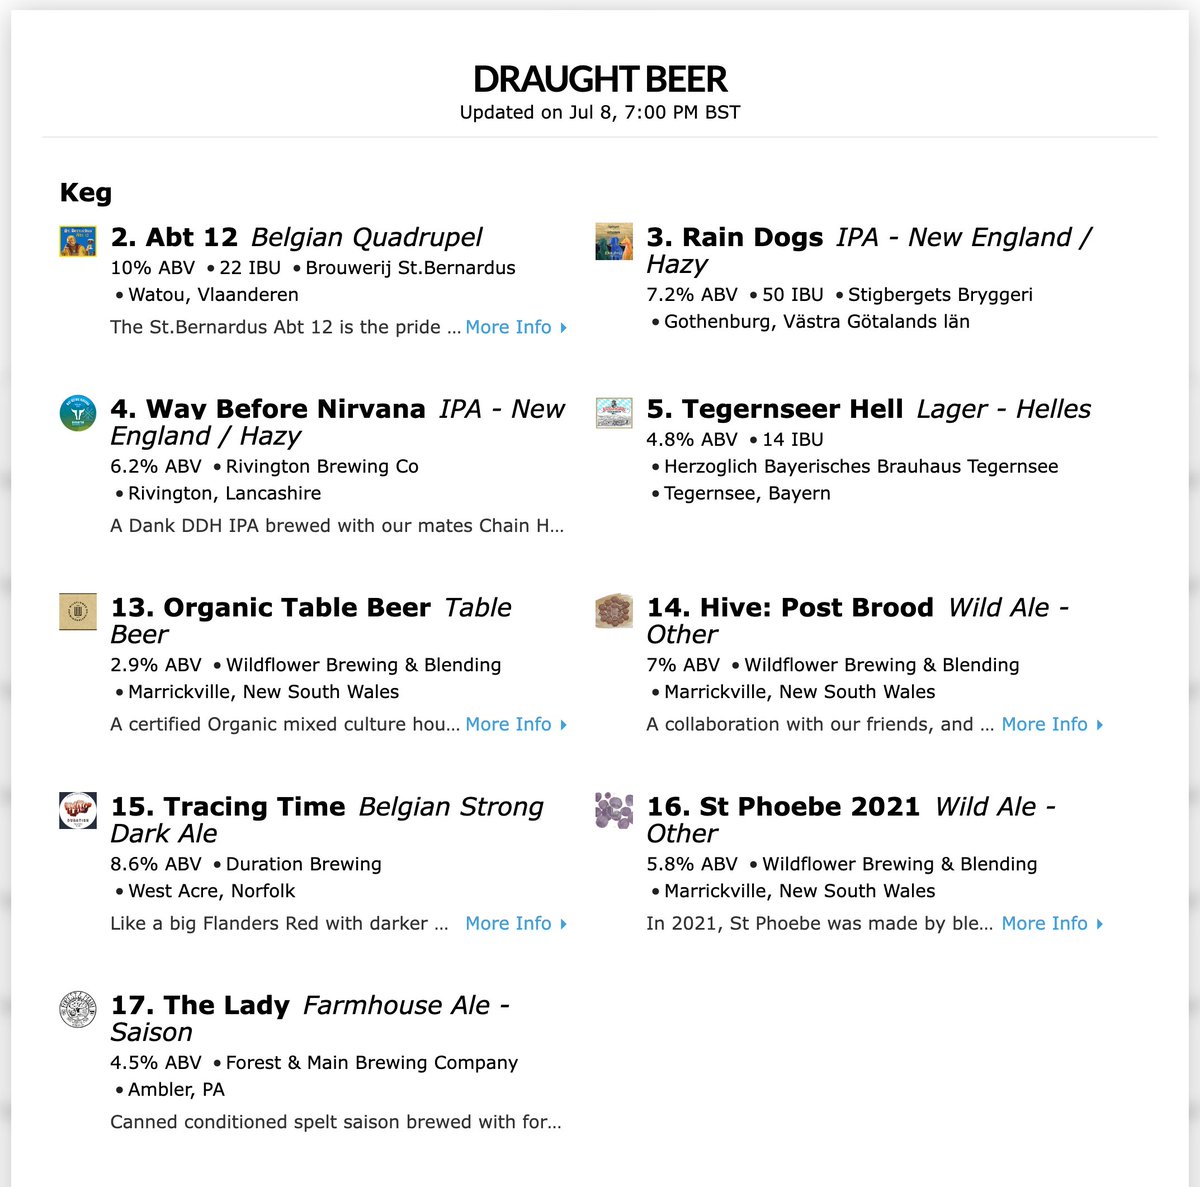 DRAUGHT BEER
Updated on Jul 8, 7:00 PM BST
Keg
2. Abt 12 Belgian Quadrupel
10% ABV • 22 IBU • Brouwerij St.Bernardus
• Watou, Vlaanderen
The St.Bernardus Abt 12 is the pride ... More Info
3. Rain Dogs IPA - New England /
Hazy
7.2% ABV • 50 IBU • Stigbergets Bryggeri
• Gothenburg, Västra Götalands län
4. Way Before Nirvana IPA - New
England / Hazy
6.2% ABV • Rivington Brewing Co
• Rivington, Lancashire
A Dank DDH IPA brewed with our mates Chain H...
5. Tegernseer Hell Lager - Helles
4.8% ABV • 14 IBU
• Herzoglich Bayerisches Brauhaus Tegernsee
• Tegernsee, Bayern
13. Organic Table Beer Table
Beer
2.9% ABV • Wildflower Brewing & Blending
• Marrickville, New South Wales
A certified Organic mixed culture hou... More Info
14. Hive: Post Brood Wild Ale -
Other
7% ABV • Wildflower Brewing & Blending
• Marrickville, New South Wales
A collaboration with our friends, and ... More Info
15. Tracing Time Belgian Strong
Dark Ale
8.6% ABV • Duration Brewing
• West Acre, Norfolk
Like a big Flanders Red with darker ... More Info
16. St Phoebe 2021 Wild Ale -
Other
5.8% ABV • Wildflower Brewing & Blending
• Marrickville, New South Wales
In 2021, St Phoebe was made by ble... More Info
17. The Lady Farmhouse Ale -
Saison
4.5% ABV • Forest & Main Brewing Company
• Ambler, PA
Canned conditioned spelt saison brewed with for...